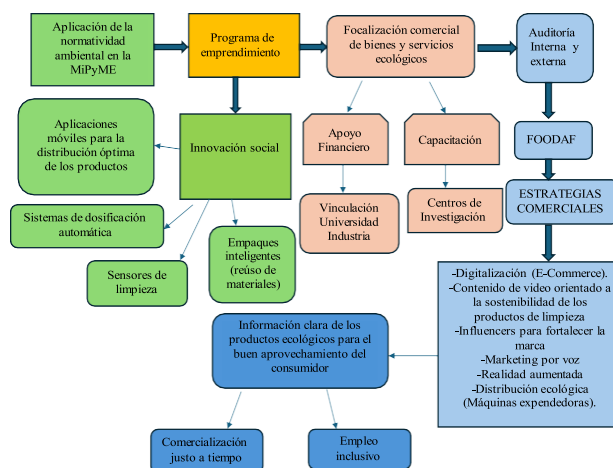 Aplicación de la
normatividad
ambiental en la
MiPyME
Programa de
emprendimiento
Focalización comercial
de bienes y servicios
ecológicos
Auditoría
Interna y
externa
Aplicaciones
móviles para la
distribución óptima
de los productos
Innovación social
Apoyo
Financiero
Capacitación
FOODAF
Sistemas de dosificación
automática
Sensores de
limpieza
Empaques
inteligentes
(reúso de
materiales)
Vinculación
Universidad
Industria
Centros de
Investigación
ESTRATEGIAS
COMERCIALES
-Digitalización (E-Commerce).
-Contenido de video orientado a
la sostenibilidad de los
productos de limpieza
-Influencers para fortalecer la
marca
-Marketing por voz
-Realidad aumentada
-Distribución ecológica
(Máquinas expendedoras).
Información clara de los
productos ecológicos para el
buen aprovechamiento del
consumidor
Comercialización
justo a tiempo
Empleo
inclusivo